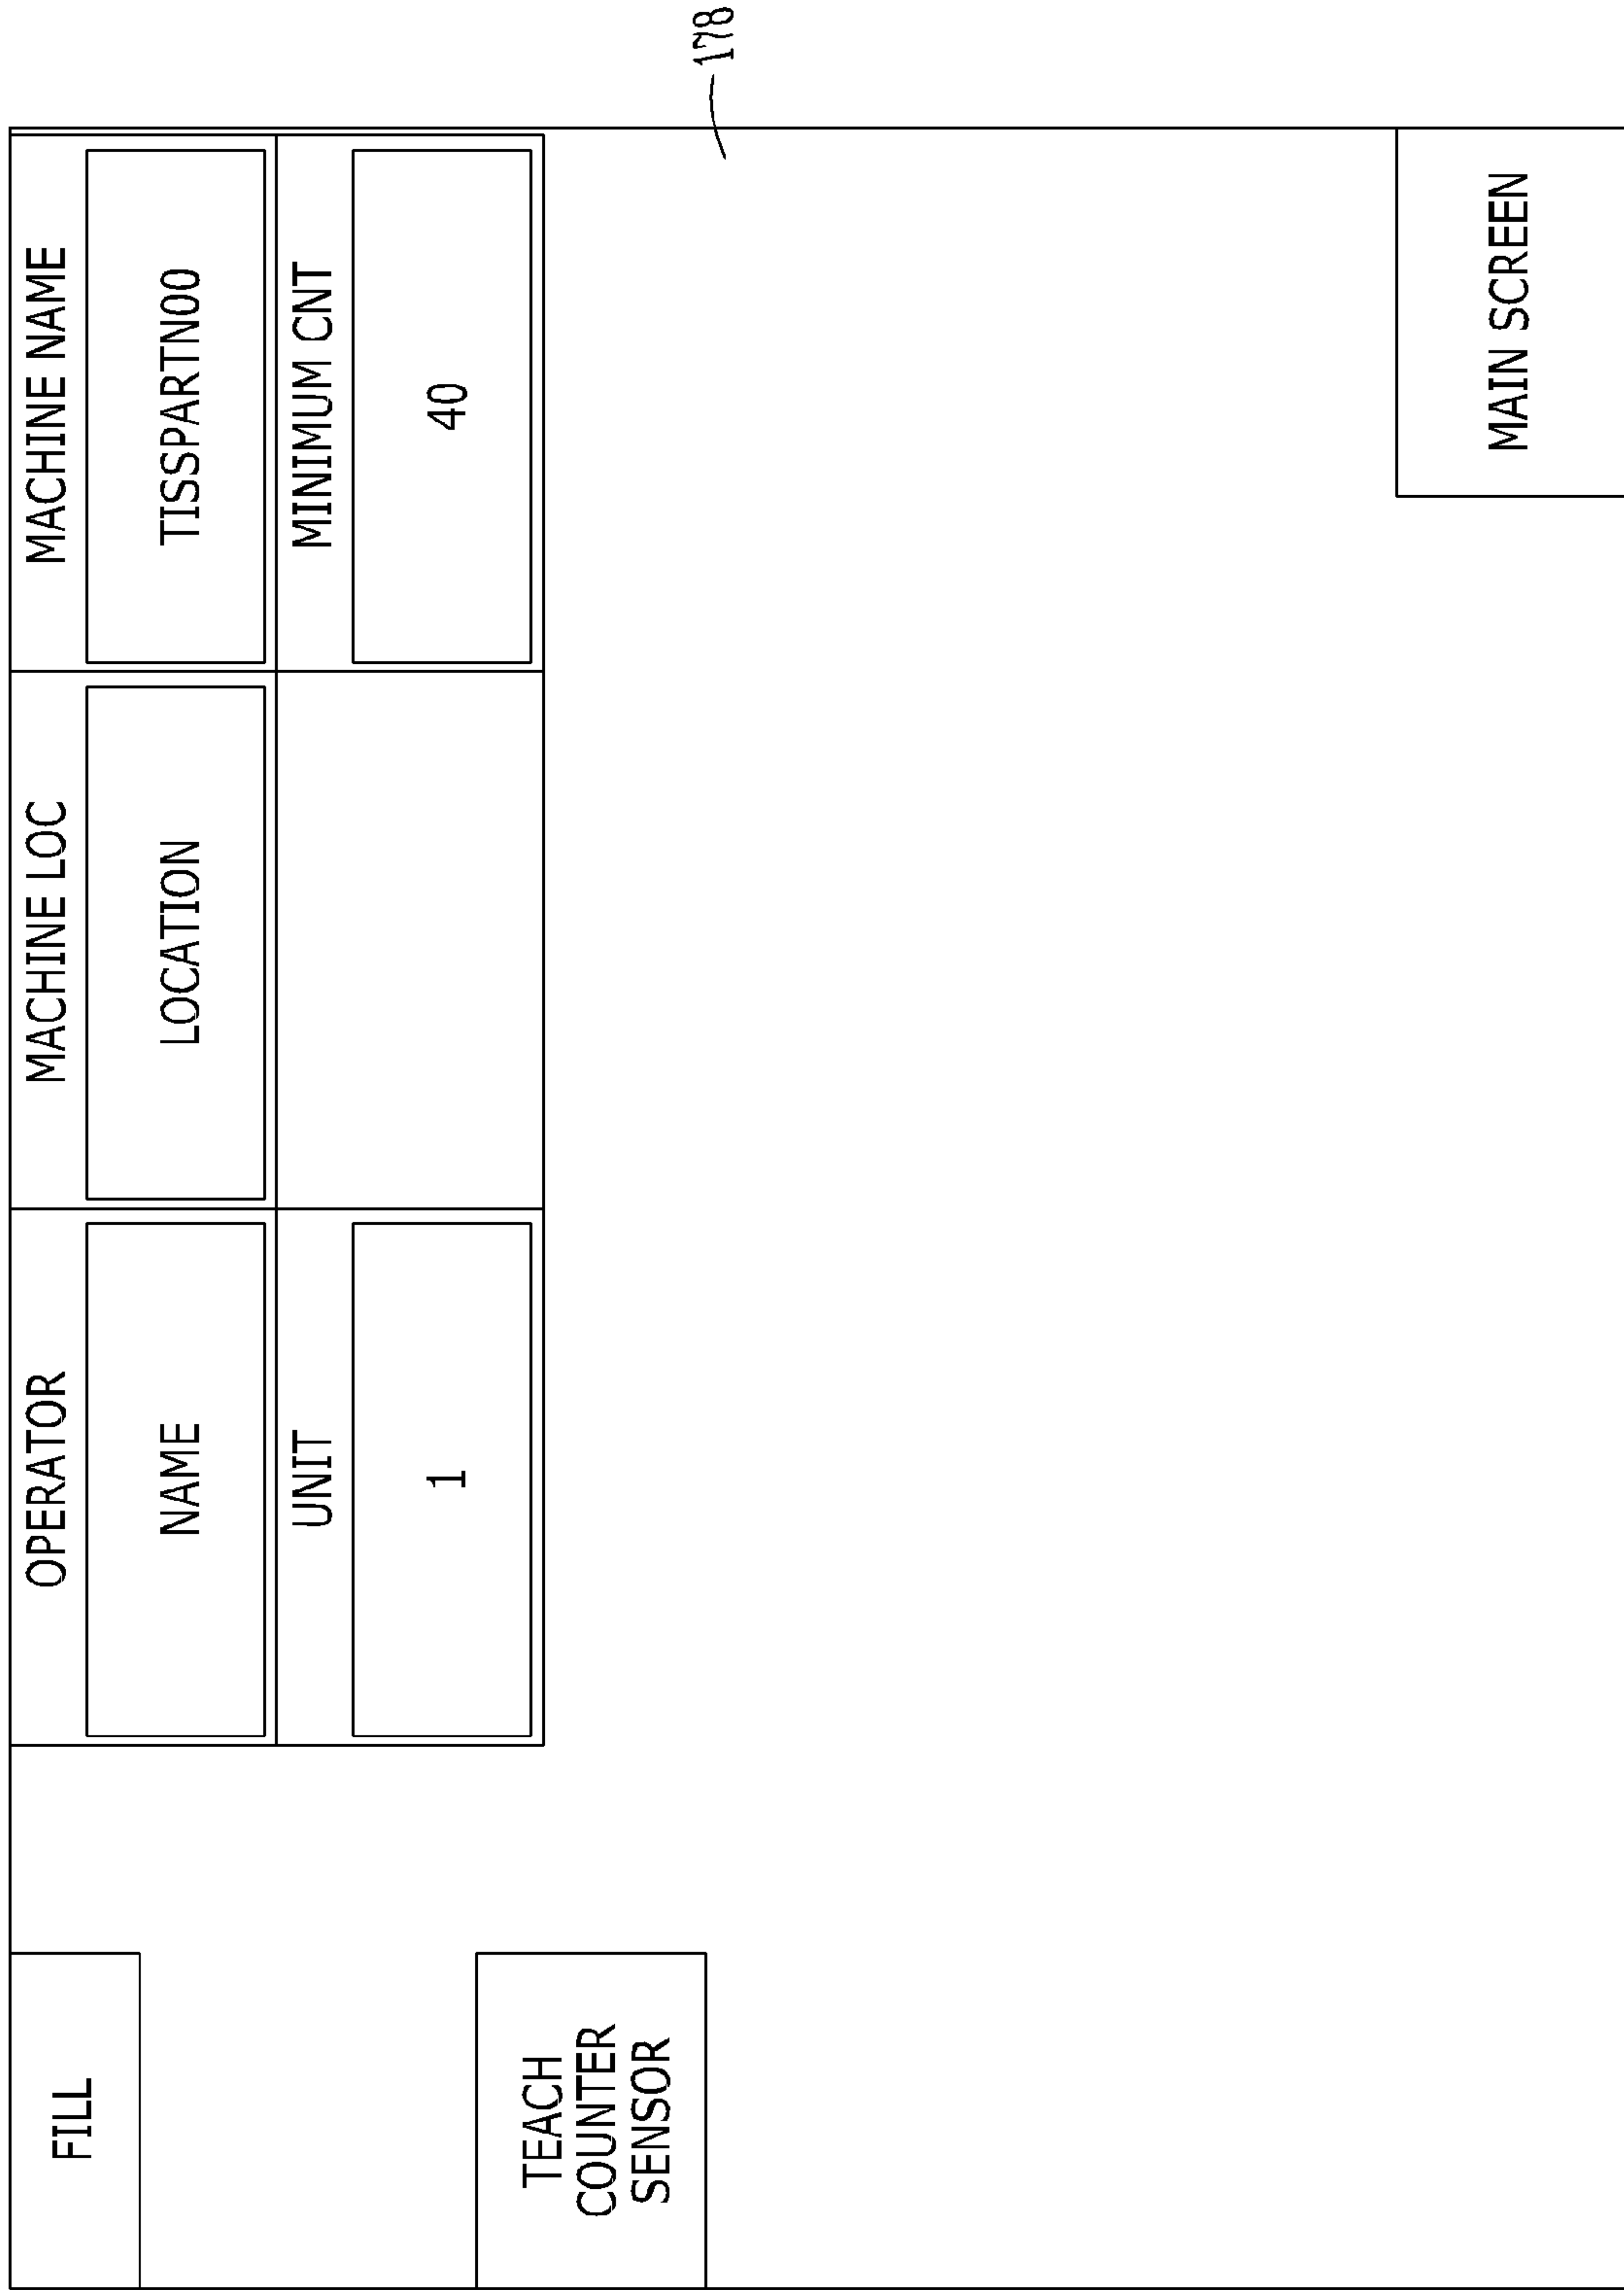 FILL
OPERATOR
MACHINE LOC
MACHINE NAME
NAME
LOCATION
TISSPARTN00
UNIT
MINIMUM CNT
1
40
TEACH
COUNTER
SENSOR
178
MAIN SCREEN